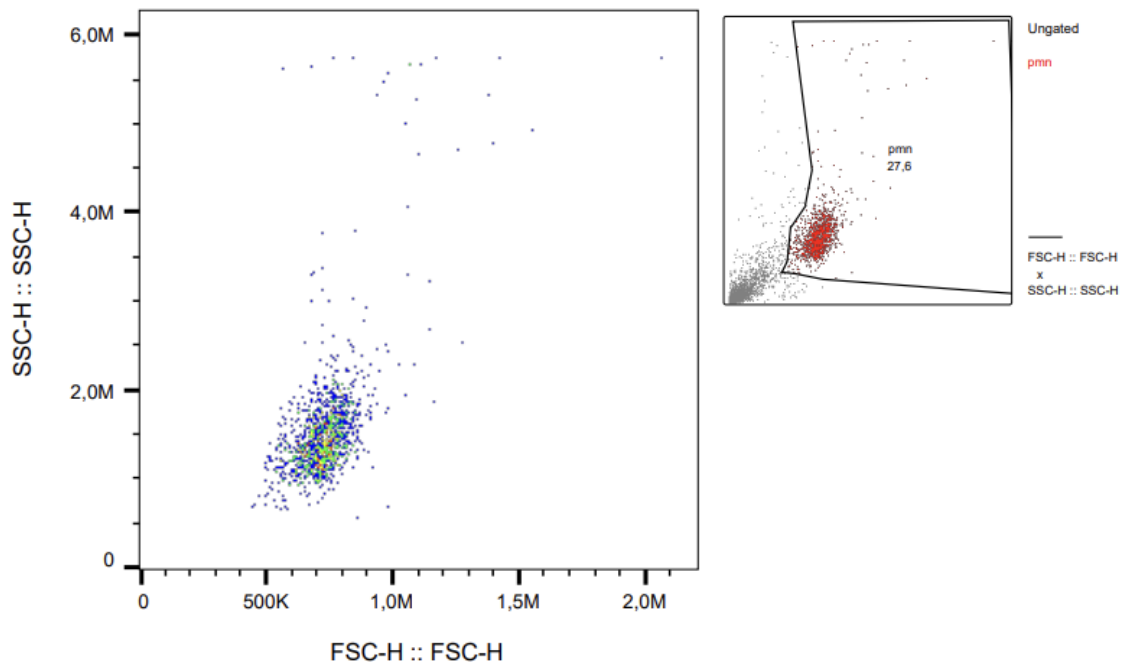 6,0M
4,0M
2,0M
0
SSC-H :: SSC-H
0
500K
1,0M
1,5M
2,0M
FSC-H :: FSC-H
pmn
27,6
Ungated
pmn
FSC-H :: FSC-H
x
SSC-H :: SSC-H